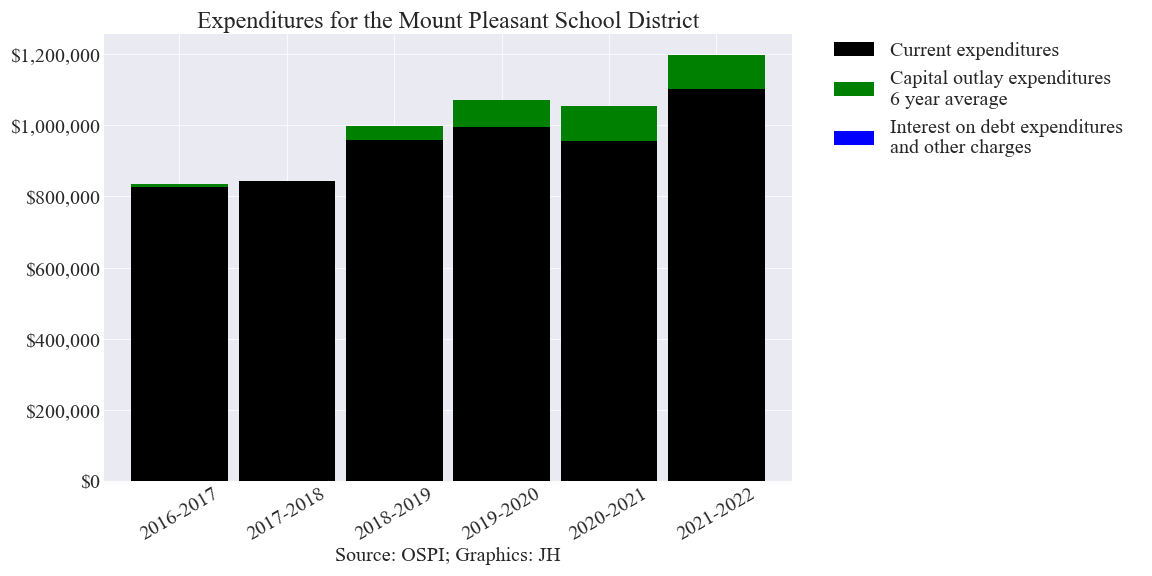 Expenditures for the Mount Pleasant School District
$1,200,000
$1,000,000
$800,000
$600,000
$400,000
$200,000
$0
2016-2017
2017-2018
2018-2019
2019-2020
2020-2021
2021-2022
Source: OSPI; Graphics: JH
Current expenditures
Capital outlay expenditures
6 year average
Interest on debt expenditures
and other charges